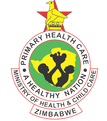 PRIMARY HEALTH CARE
A HEALTHY NATION
MINISTRY OF HEALTH & CHILD CARE
ZIMBABWE